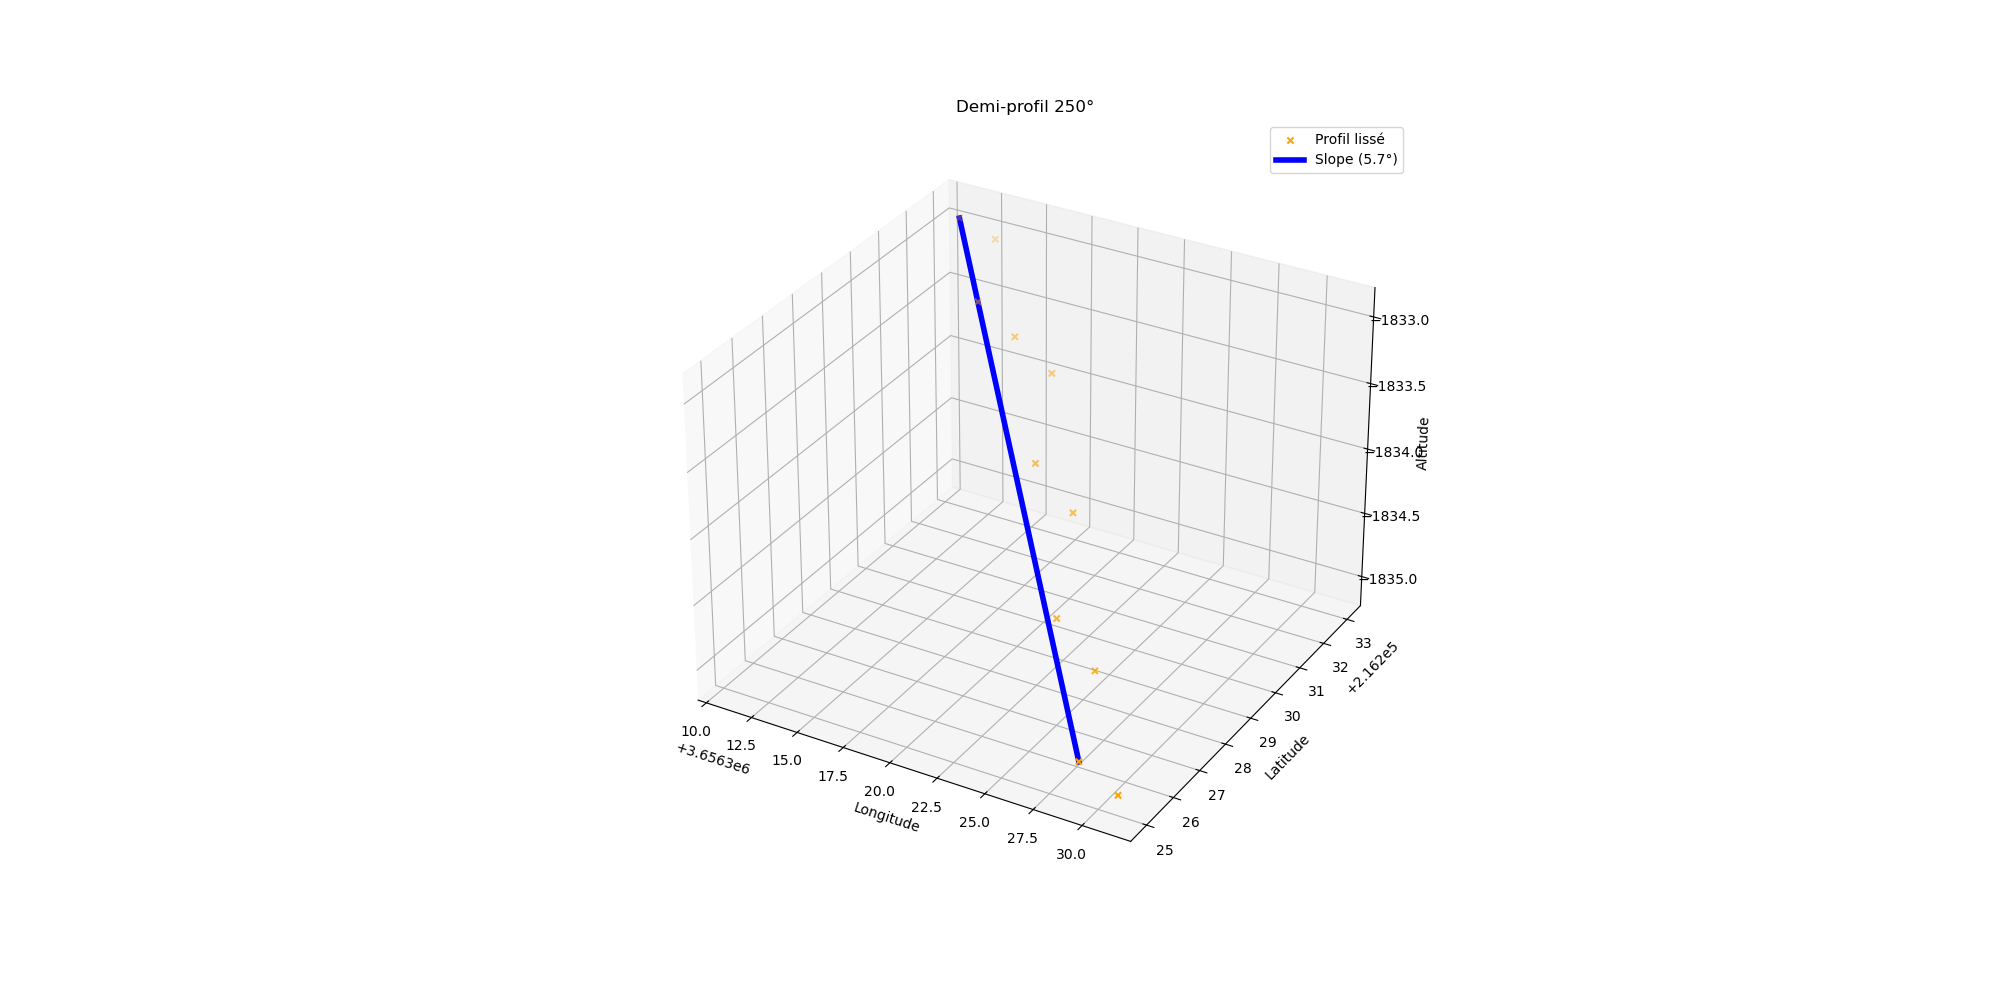 Demi-profil 250°
Profil lissé
Slope (5.7°)
−1833.0
−1833.5
−1834.0
−1834.5
−1835.0
Altitude
10.0
12.5
15.0
17.5
20.0
22.5
25.0
27.5
30.0
+3.6563e6
Longitude
33
32
31
30
29
28
27
26
25
+2.162e5
Latitude